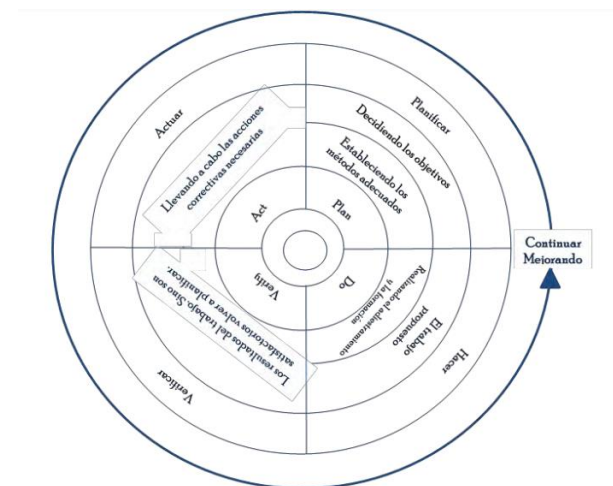 Planificar
Decidiendo los objetivos
Estableciendo los
métodos adecuados
Plan
Continuar
Mejorando
Hacer
El trabajo
propuesto
Realizando el adiestramiento
y la formación
Do
Verificar
Los resultados del trabajo. Sino son
satisfactorios volver a planificar.
Verify
Actuar
Llevando a cabo las acciones
correctivas necesarias
Act